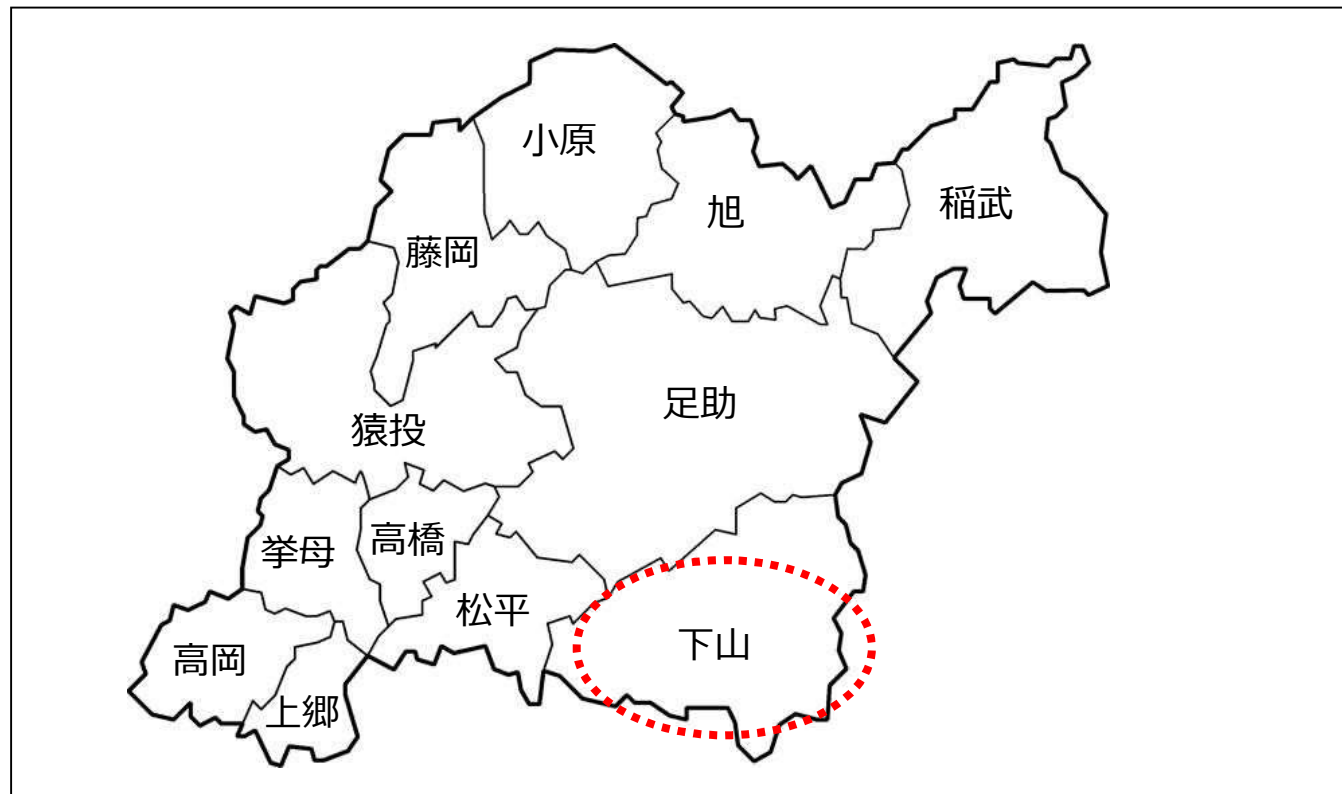 小原
旭
稲武
藤岡
足助
猿投
挙母
高橋
松平
下山
高岡
上郷